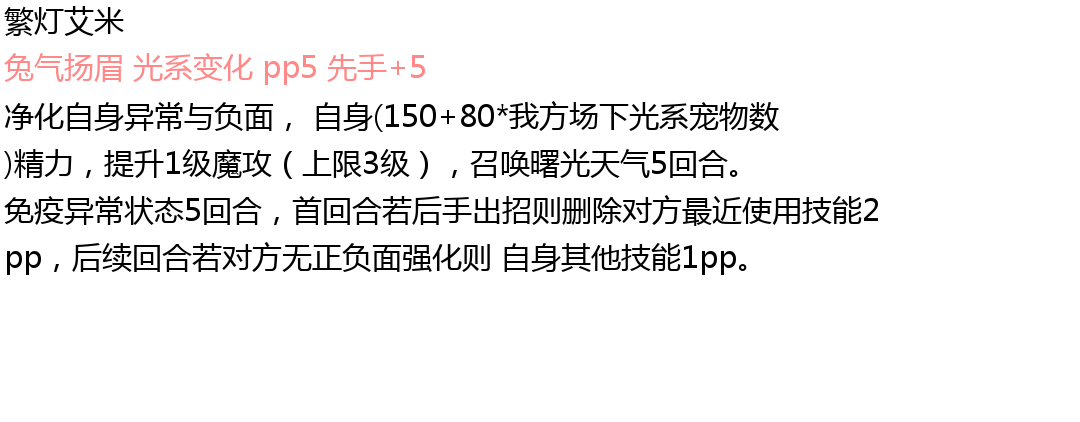 繁灯艾米
兔气扬眉 光系变化 pp5 先手+5
净化自身异常与负面， 自身(150+80*我方场下光系宠物数
)精力，提升1级魔攻（上限3级），召唤曙光天气5回合。
免疫异常状态5回合，首回合若后手出招则删除对方最近使用技能2
pp，后续回合若对方无正负面强化则 自身其他技能1pp。